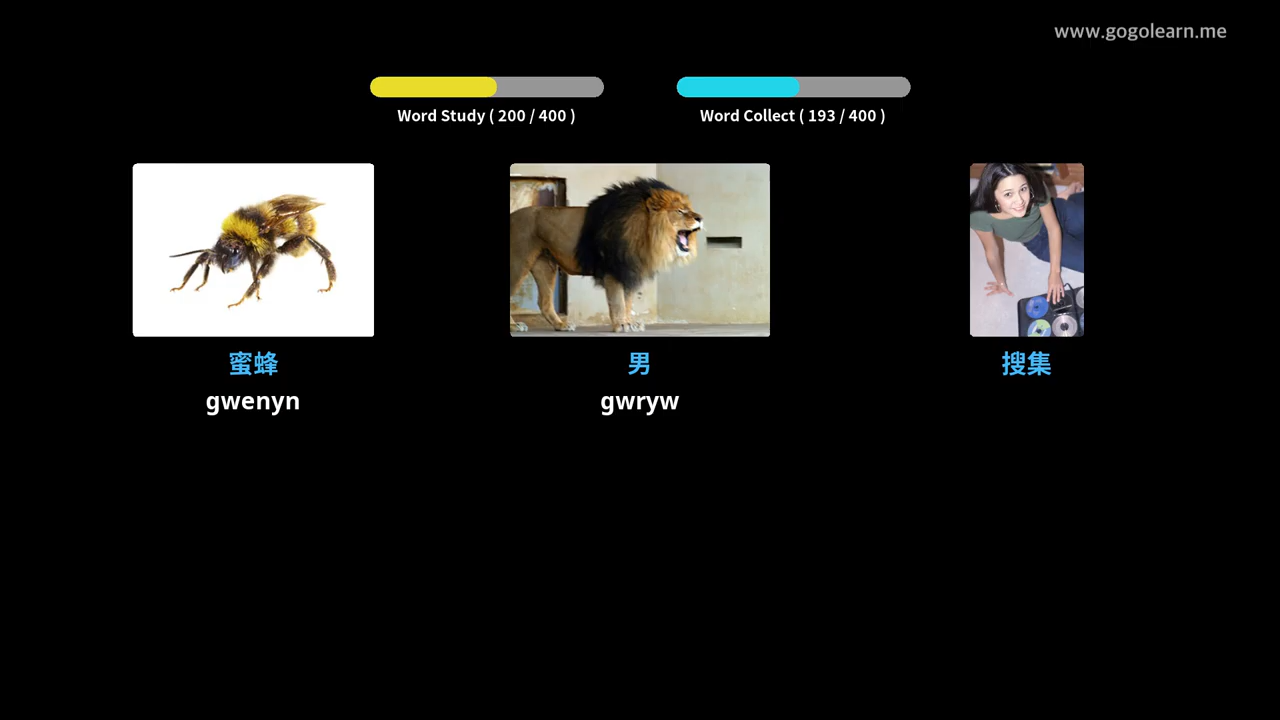 www.gogolearn.me
Word Study ( 200 / 400 )
Word Collect ( 193 / 400 )
蜜蜂
男
搜集
gwenyn
gwryw